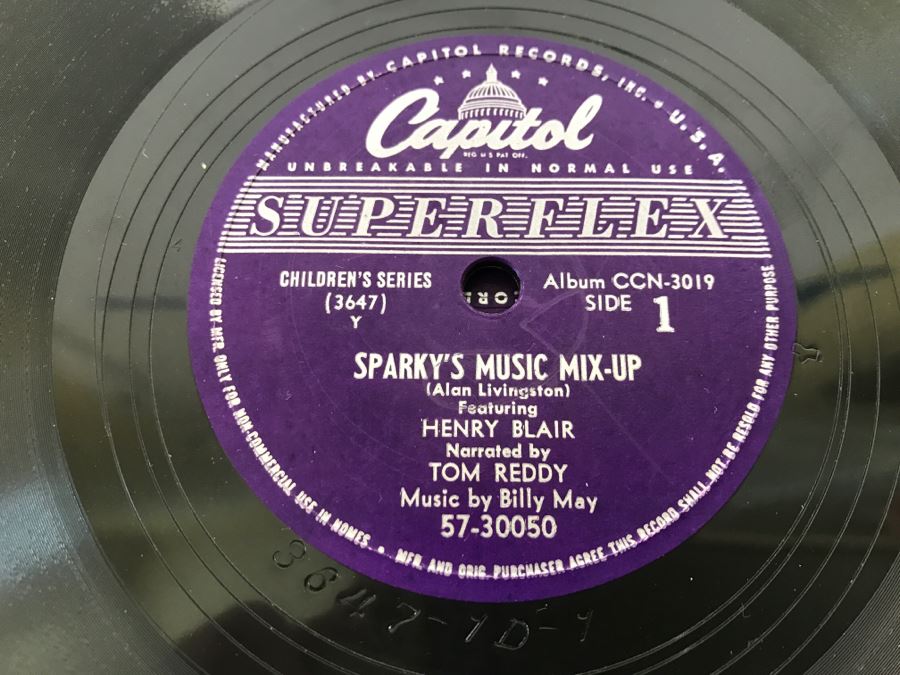 MANUFACTURED BY CAPITOL RECORDS, INC. • U.S.A.
Capitol
REG U S PAT OFF.
UNBREAKABLE IN NORMAL USE
SUPERFLEX
CHILDREN'S SERIES
(3647)
Y
Album CCN-3019
SIDE 1
SPARKY'S MUSIC MIX-UP
(Alan Livingston)
Featuring
HENRY BLAIR
Narrated by
TOM REDDY
Music by Billy May
57-30050
LICENSED BY MFR. ONLY FOR NON-COMMERCIAL USE IN HOMES. • MFR. AND ORIG. PURCHASER AGREE THIS RECORD SHALL NOT BE RESOLD FOR ANY OTHER PURPOSE